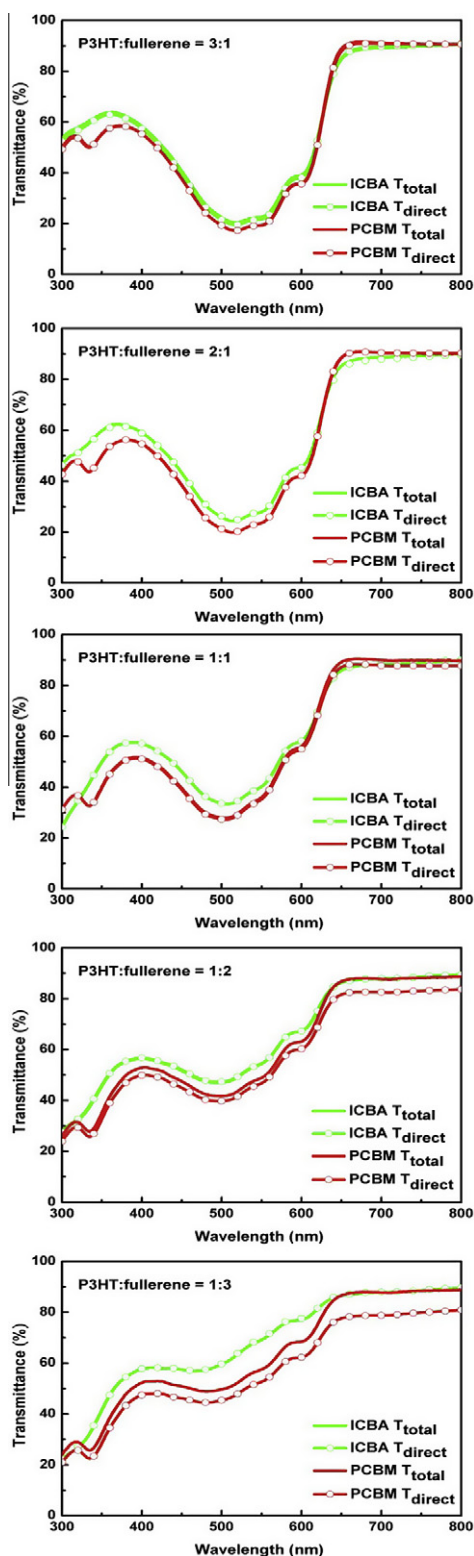 P3HT:fullerene = 3:1
Transmittance (%)
100
80
60
40
20
0
ICBA Ttotal
ICBA Tdirect
PCBM Ttotal
PCBM Tdirect
300 400 500 600 700 800
Wavelength (nm)
P3HT:fullerene = 2:1
Transmittance (%)
100
80
60
40
20
0
ICBA Ttotal
ICBA Tdirect
PCBM Ttotal
PCBM Tdirect
300 400 500 600 700 800
Wavelength (nm)
P3HT:fullerene = 1:1
Transmittance (%)
100
80
60
40
20
0
ICBA Ttotal
ICBA Tdirect
PCBM Ttotal
PCBM Tdirect
300 400 500 600 700 800
Wavelength (nm)
P3HT:fullerene = 1:2
Transmittance (%)
100
80
60
40
20
0
ICBA Ttotal
ICBA Tdirect
PCBM Ttotal
PCBM Tdirect
300 400 500 600 700 800
Wavelength (nm)
P3HT:fullerene = 1:3
Transmittance (%)
100
80
60
40
20
0
ICBA Ttotal
ICBA Tdirect
PCBM Ttotal
PCBM Tdirect
300 400 500 600 700 800
Wavelength (nm)